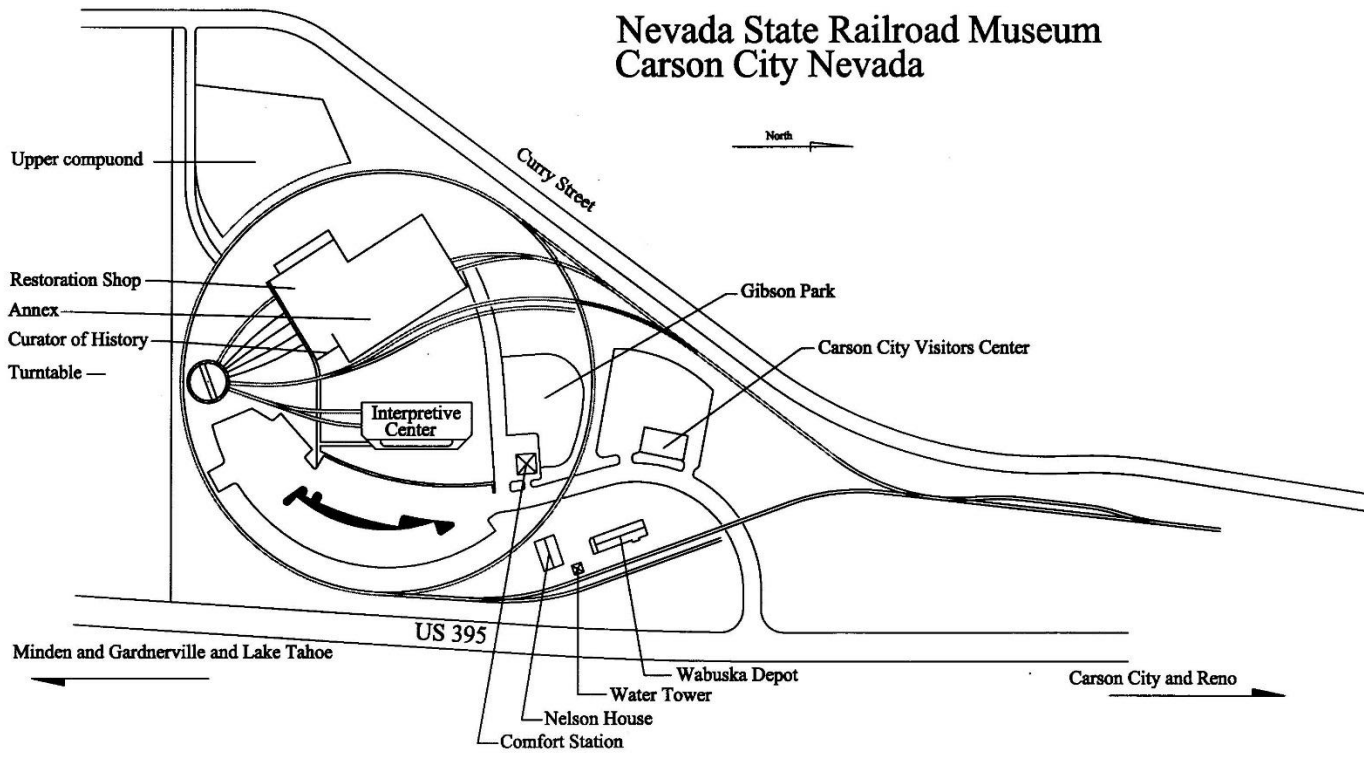 Nevada State Railroad Museum
Carson City Nevada
North
Curry Street
Upper compuond
Restoration Shop
Annex
Curator of History
Turntable
Gibson Park
Carson City Visitors Center
Interpretive
Center
US 395
Minden and Gardnerville and Lake Tahoe
Carson City and Reno
Wabuska Depot
Water Tower
Nelson House
Comfort Station